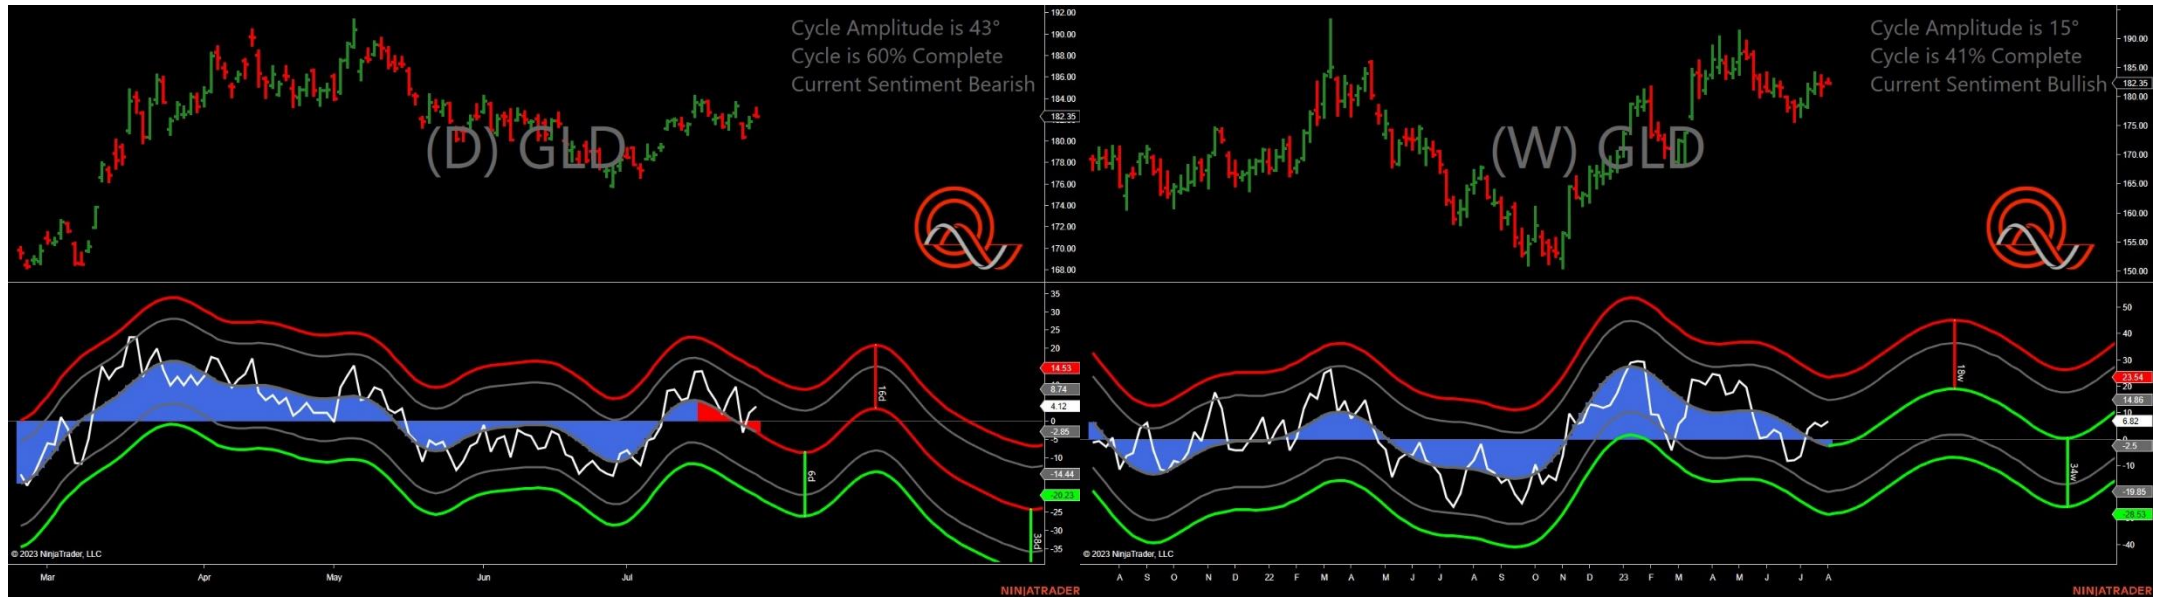 Cycle Amplitude is 43°
Cycle is 60% Complete
Current Sentiment Bearish
(D) GLD
192.00
190.00
188.00
186.00
184.00
182.35
180.00
178.00
176.00
174.00
172.00
170.00
168.00
35
30
25
20
14.53
8.74
4.12
0
-2.85
-5
-10
-14.44
-20.23
-25
-30
-35
16d
6d
38d
© 2023 NinjaTrader, LLC
Mar Apr May Jun Jul
NINJATRADER
Cycle Amplitude is 15°
Cycle is 41% Complete
Current Sentiment Bullish
(W) GLD
190.00
185.00
182.35
180.00
175.00
170.00
165.00
160.00
155.00
150.00
50
40
30
23.54
20
14.86
10
6.82
0
-2.5
-10
-19.85
-28.53
-40
18w
34w
© 2023 NinjaTrader, LLC
A S O N D 22 F M A M J J A S O N D 23 F M A M J J A
NINJATRADER